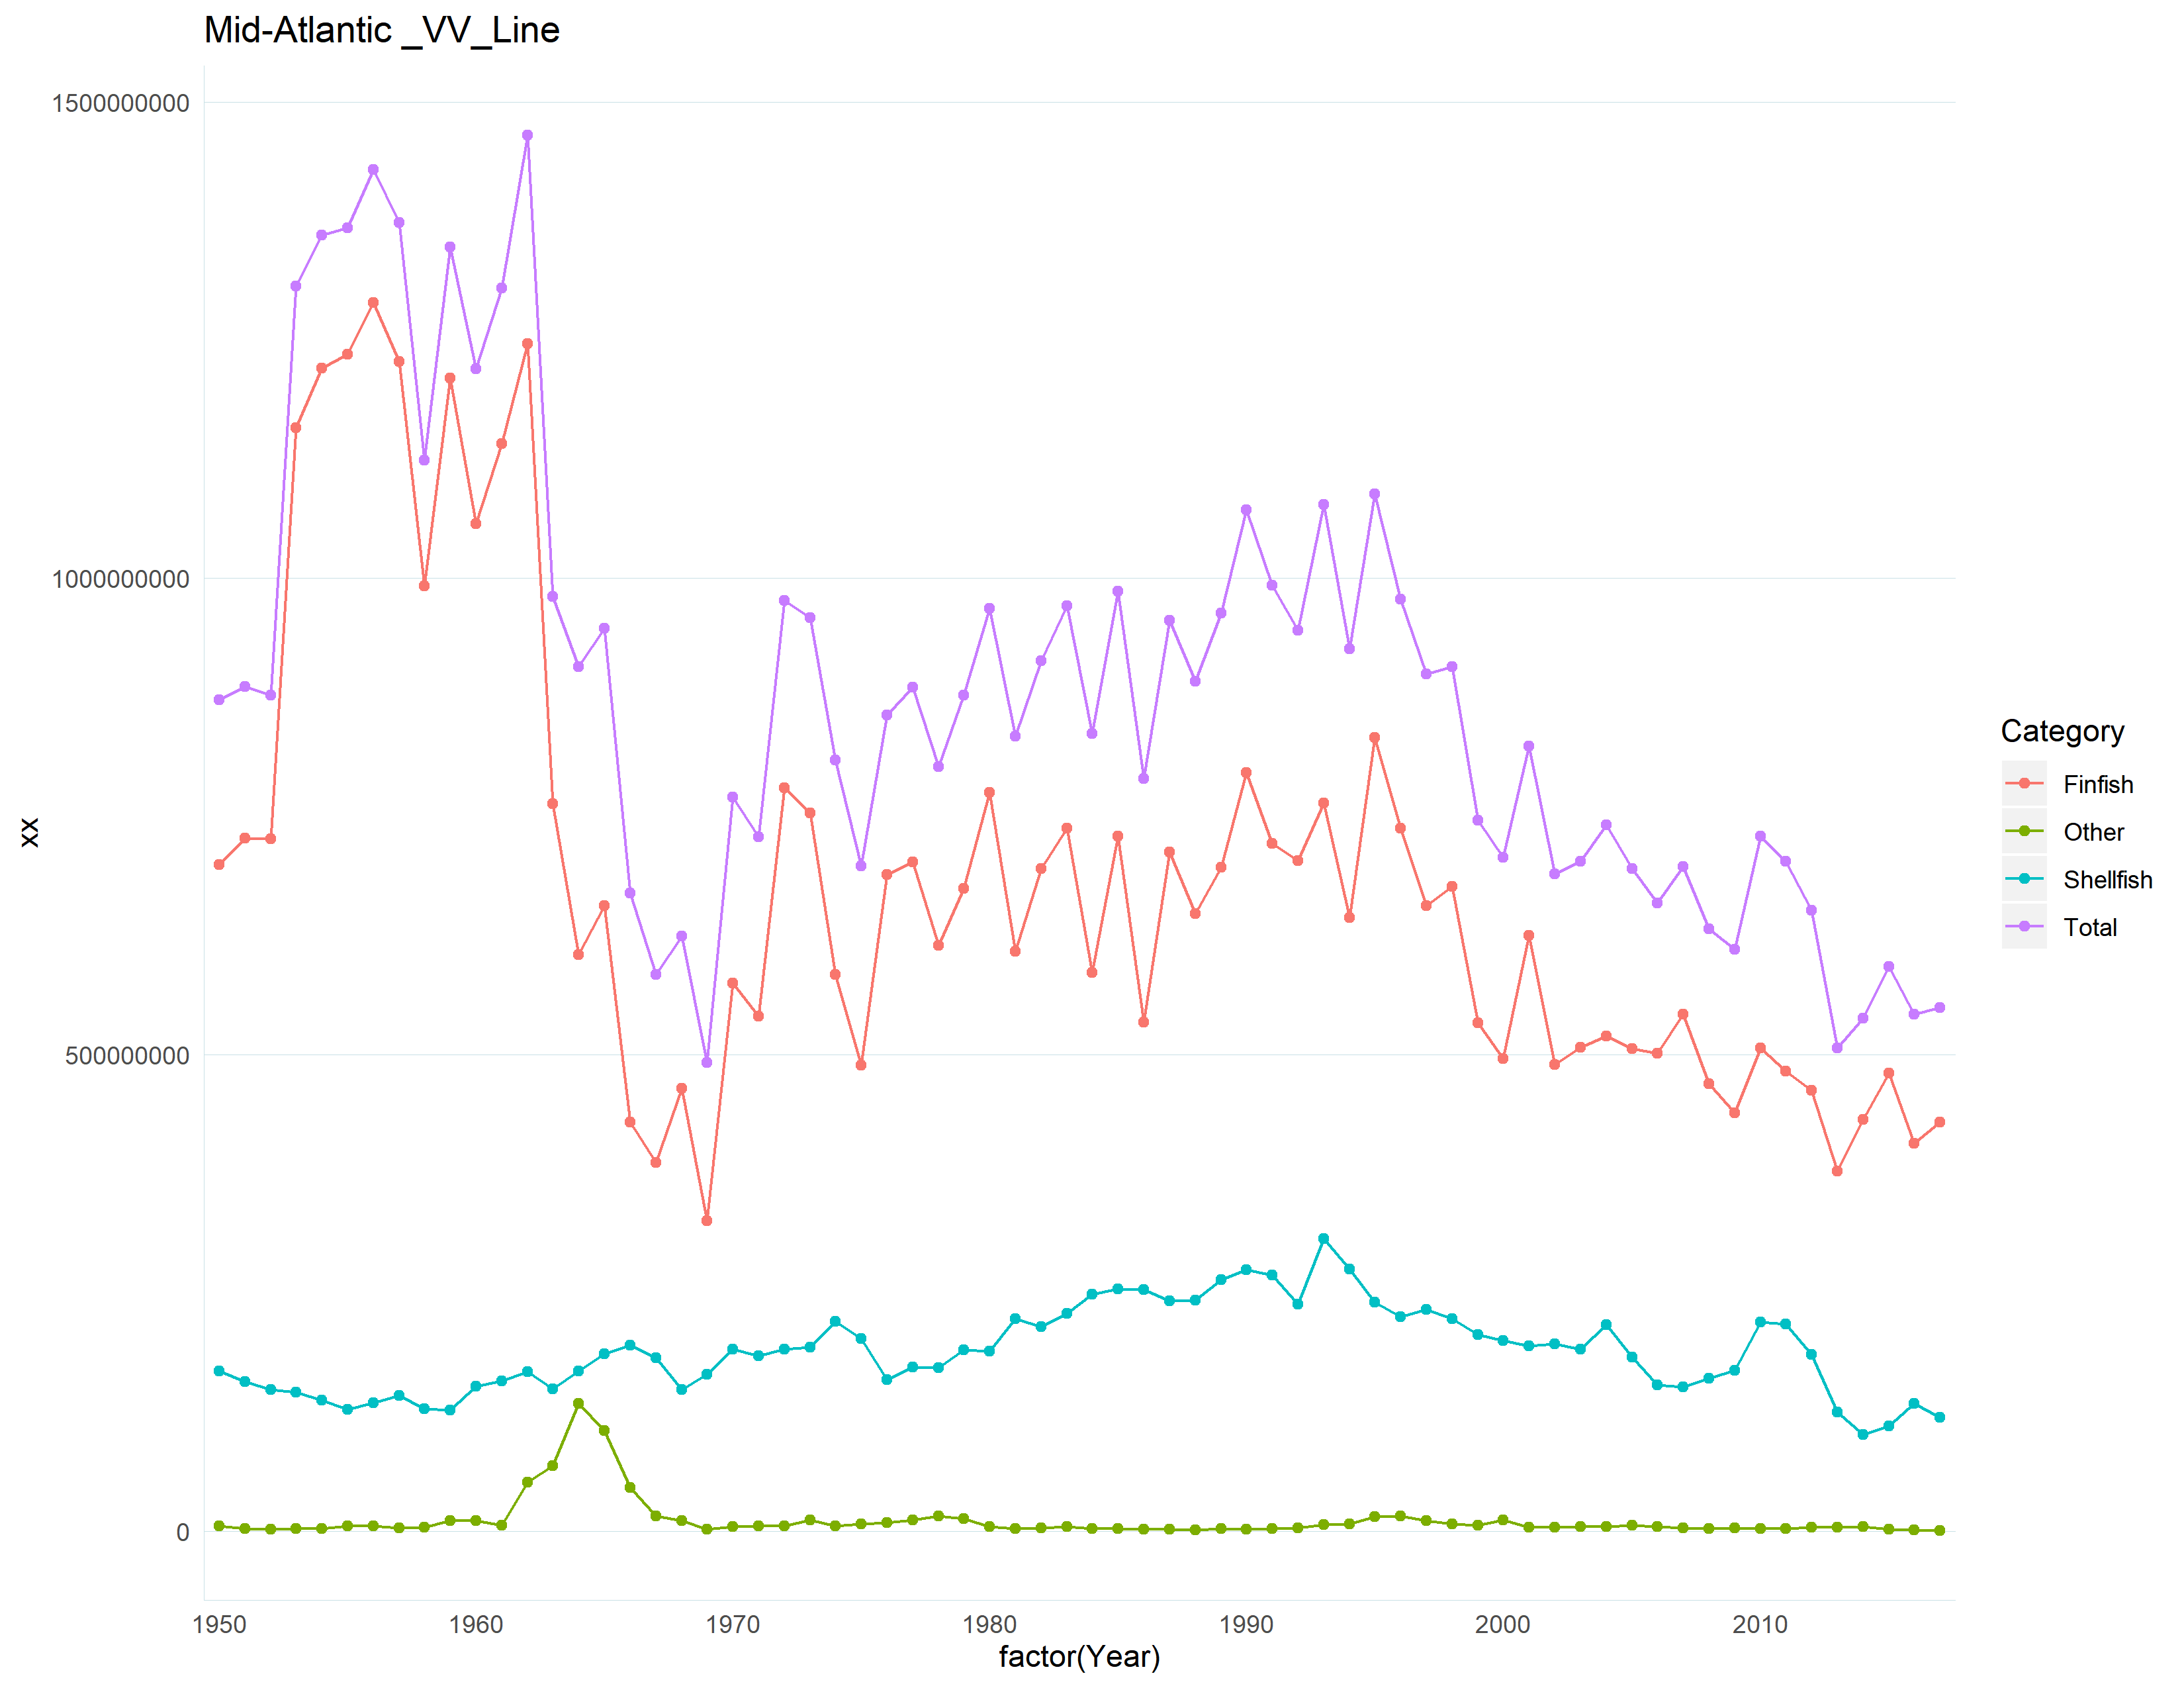 Mid-Atlantic _VV_Line
1500000000
1000000000
500000000
0
xx
1950 1960 1970 1980 1990 2000 2010
factor(Year)
Category
Finfish
Other
Shellfish
Total